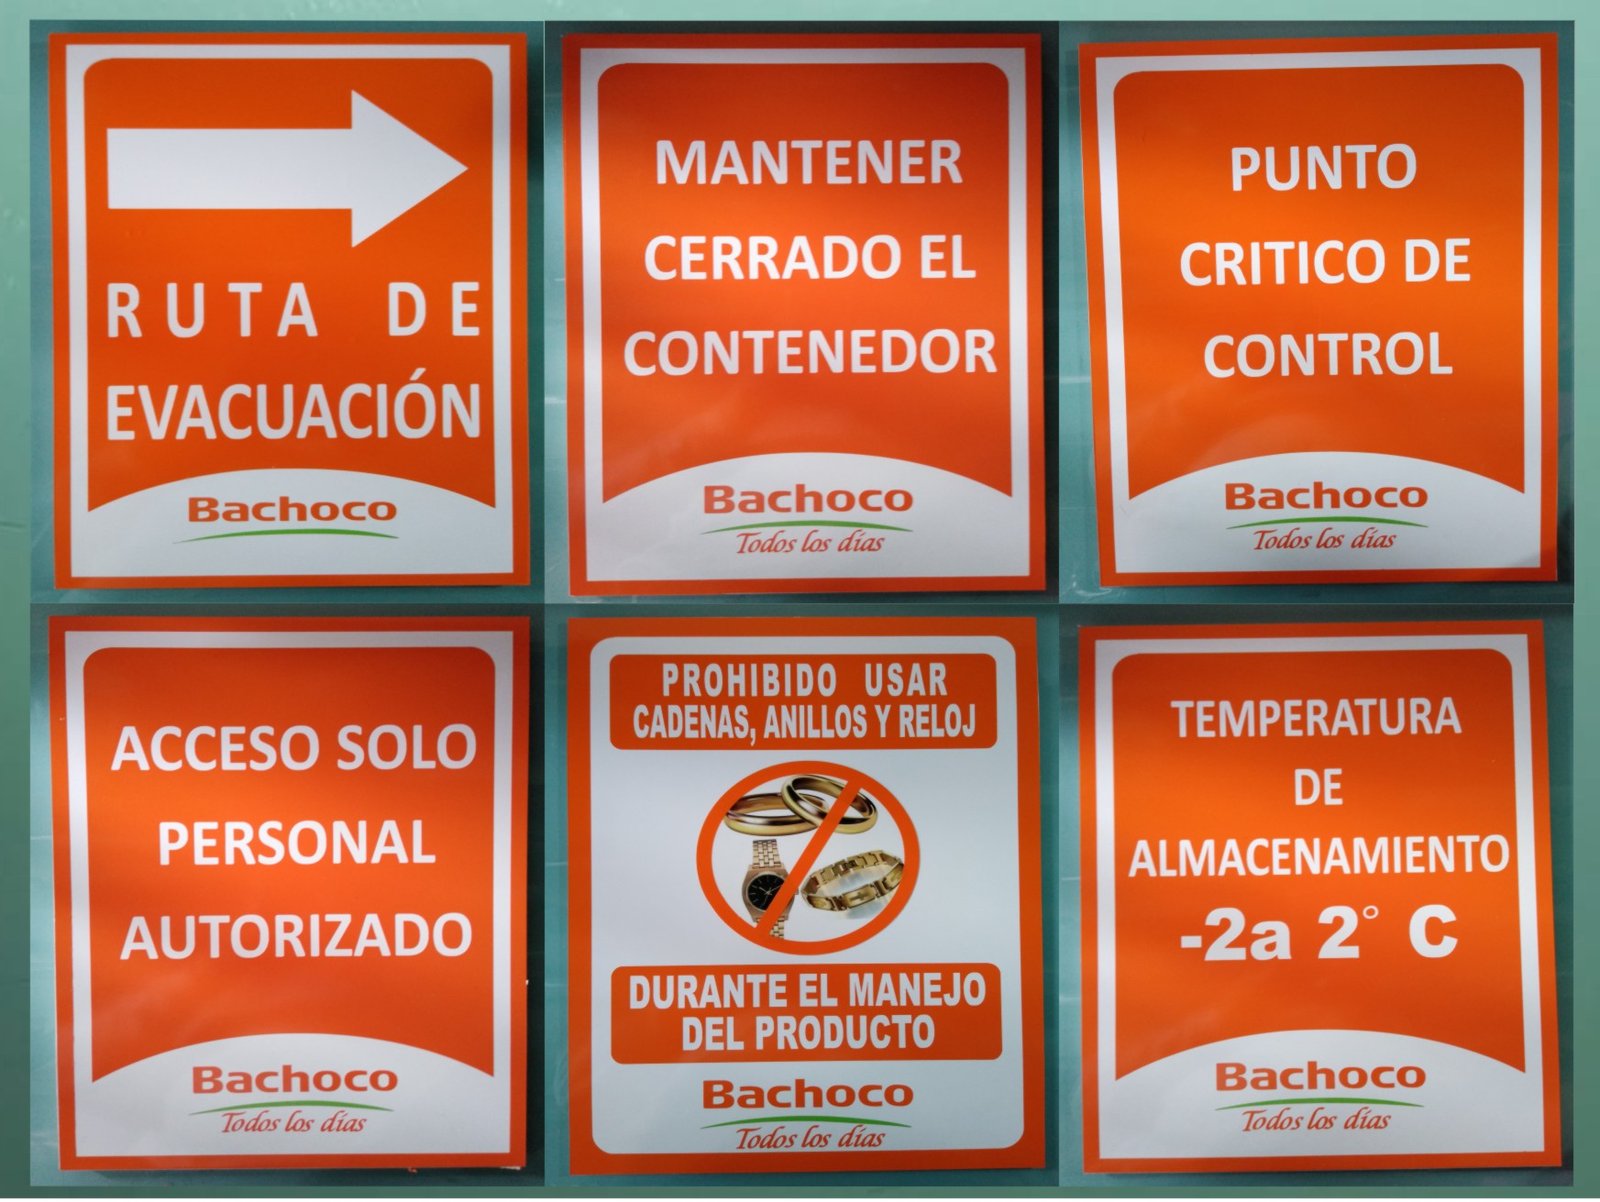 RUTA DE
EVACUACIÓN
Bachoco
MANTENER
CERRADO EL
CONTENEDOR
Bachoco
Todos los días
PUNTO
CRITICO DE
CONTROL
Bachoco
Todos los días
ACCESO SOLO
PERSONAL
AUTORIZADO
Bachoco
Todos los días
PROHIBIDO USAR
CADENAS, ANILLOS Y RELOJ
DURANTE EL MANEJO
DEL PRODUCTO
Bachoco
Todos los días
TEMPERATURA
DE
ALMACENAMIENTO
-2a 2° C
Bachoco
Todos los días